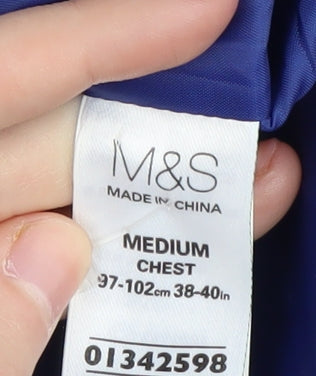 M&S
MADE IN CHINA
MEDIUM
CHEST
97-102cm 38-40in
01342598